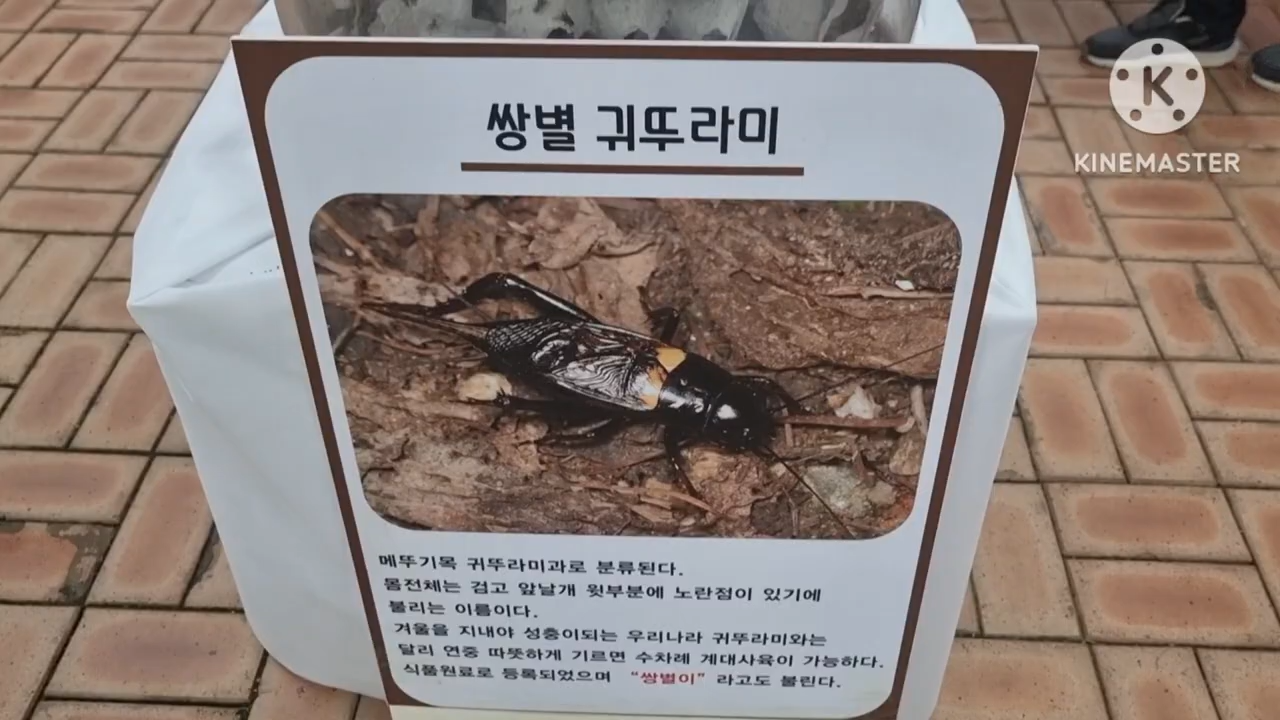 쌍별 귀뚜라미
KINEMASTER
메뚜기목 귀뚜라미과로 분류된다.
몸전체는 검고 앞날개 윗부분에 노란점이 있기에
불리는 이름이다.
겨울을 지내야 성충이되는 우리나라 귀뚜라미와는
달리 연중 따뜻하게 기르면 수차례 계대사육이 가능하다.
식품원료로 등록되었으며 “쌍별이” 라고도 불린다.